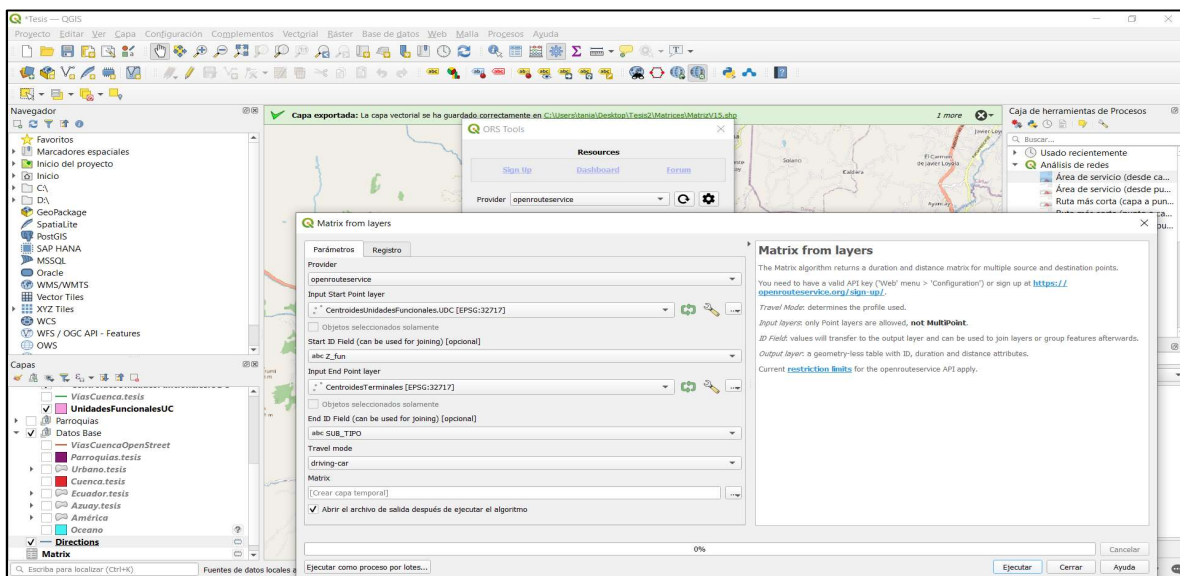 *Tesis — QGIS
Proyecto Editar Ver Capa Configuración Complementos Vectorial Ráster Base de datos Web Malla Procesos Ayuda
Navegador
Favoritos
Marcadores espaciales
Inicio del proyecto
Inicio
C:\
D:\
GeoPackage
SpatiaLite
PostGIS
SAP HANA
MSSQL
Oracle
WMS/WMTS
Vector Tiles
XYZ Tiles
WCS
WFS / OGC API - Features
OWS
Capas
ViasCuenca.tesis
UnidadesFuncionalesUC
Parroquias
Datos Base
ViasCuencaOpenStreet
Parroquias.tesis
Urbano.tesis
Cuenca.tesis
Ecuador.tesis
Azuay.tesis
América
Oceano
Directions
Matrix
Escriba para localizar (Ctrl+K)
Fuentes de datos locales a
Capa exportada: La capa vectorial se ha guardado correctamente en C:\Users\tania\Desktop\Tesis2\Matrices\MatrizV15.shp
1 more
Solano
El Carmen
de Javier Loyola
Ayancay
ORS Tools
Resources
Sign Up Dashboard Forum
Provider openrouteservice
Matrix from layers
Parámetros Registro
Provider
openrouteservice
Input Start Point layer
CentroidesUnidadesFuncionales.UDC [EPSG:32717]
Objetos seleccionados solamente
Start ID Field (can be used for joining) [opcional]
abc Z_fun
Input End Point layer
CentroidesTerminales [EPSG:32717]
Objetos seleccionados solamente
End ID Field (can be used for joining) [opcional]
abc SUB_TIPO
Travel mode
driving-car
Matrix
[Crear capa temporal]
Abrir el archivo de salida después de ejecutar el algoritmo
Matrix from layers
The Matrix algorithm returns a duration and distance matrix for multiple source and destination points.
You need to have a valid API key ('Web' menu > 'Configuration') or sign up at https://
openrouteservice.org/sign-up/.
Travel Mode: determines the profile used.
Input layers: only Point layers are allowed, not MultiPoint.
ID Field: values will transfer to the output layer and can be used to join layers or group features afterwards.
Output layer: a geometry-less table with ID, duration and distance attributes.
Current restriction limits for the openrouteservice API apply.
0%
Cancelar
Ejecutar como proceso por lotes...
Ejecutar Cerrar Ayuda
Caja de herramientas de Procesos
Buscar...
Usado recientemente
Análisis de redes
Área de servicio (desde ca...
Área de servicio (desde pu...
Ruta más corta (capa a pun...